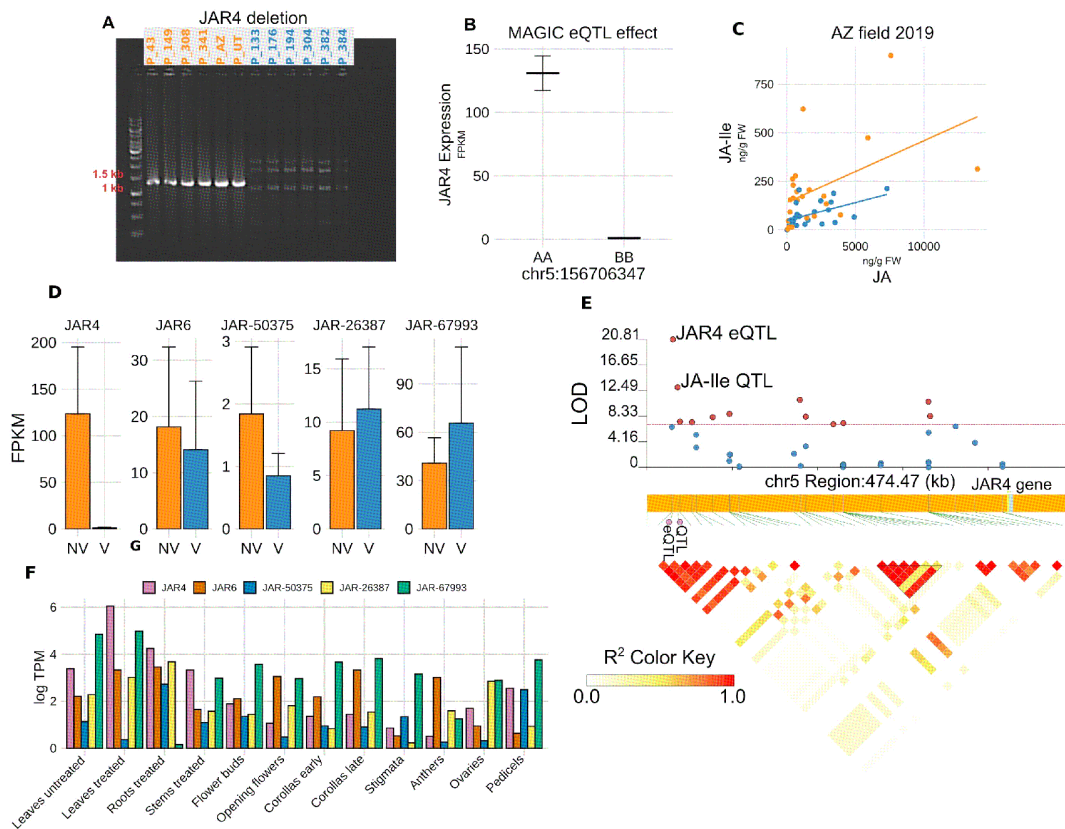 A
JAR4 deletion
P_43
P_149
P_308
P_341
P_AZ
P_UT
P_133
P_176
P_194
P_304
P_382
P_384
1.5 kb
1 kb
B
MAGIC eQTL effect
150
100
50
0
JAR4 Expression
FPKM
AA
BB
chr5:156706347
C
AZ field 2019
750
500
250
0
JA-Ile
ng/g FW
0
5000
10000
ng/g FW
JA
D
JAR4
JAR6
JAR-50375
JAR-26387
JAR-67993
FPKM
200
150
100
50
0
30
20
10
0
3
2
1
0
15
10
5
0
90
60
30
0
NV
V
NV
V
NV
V
NV
V
NV
V
E
LOD
20.81
16.65
12.49
8.33
4.16
0
JAR4 eQTL
JA-Ile QTL
chr5 Region:474.47 (kb)
JAR4 gene
eQTL
QTL
R2 Color Key
0.0
1.0
G
F
JAR4
JAR6
JAR-50375
JAR-26387
JAR-67993
log TPM
6
4
2
0
Leaves untreated
Leaves treated
Roots treated
Stems treated
Flower buds
Opening flowers
Corollas early
Corollas late
Stigmata
Anthers
Ovaries
Pedicels